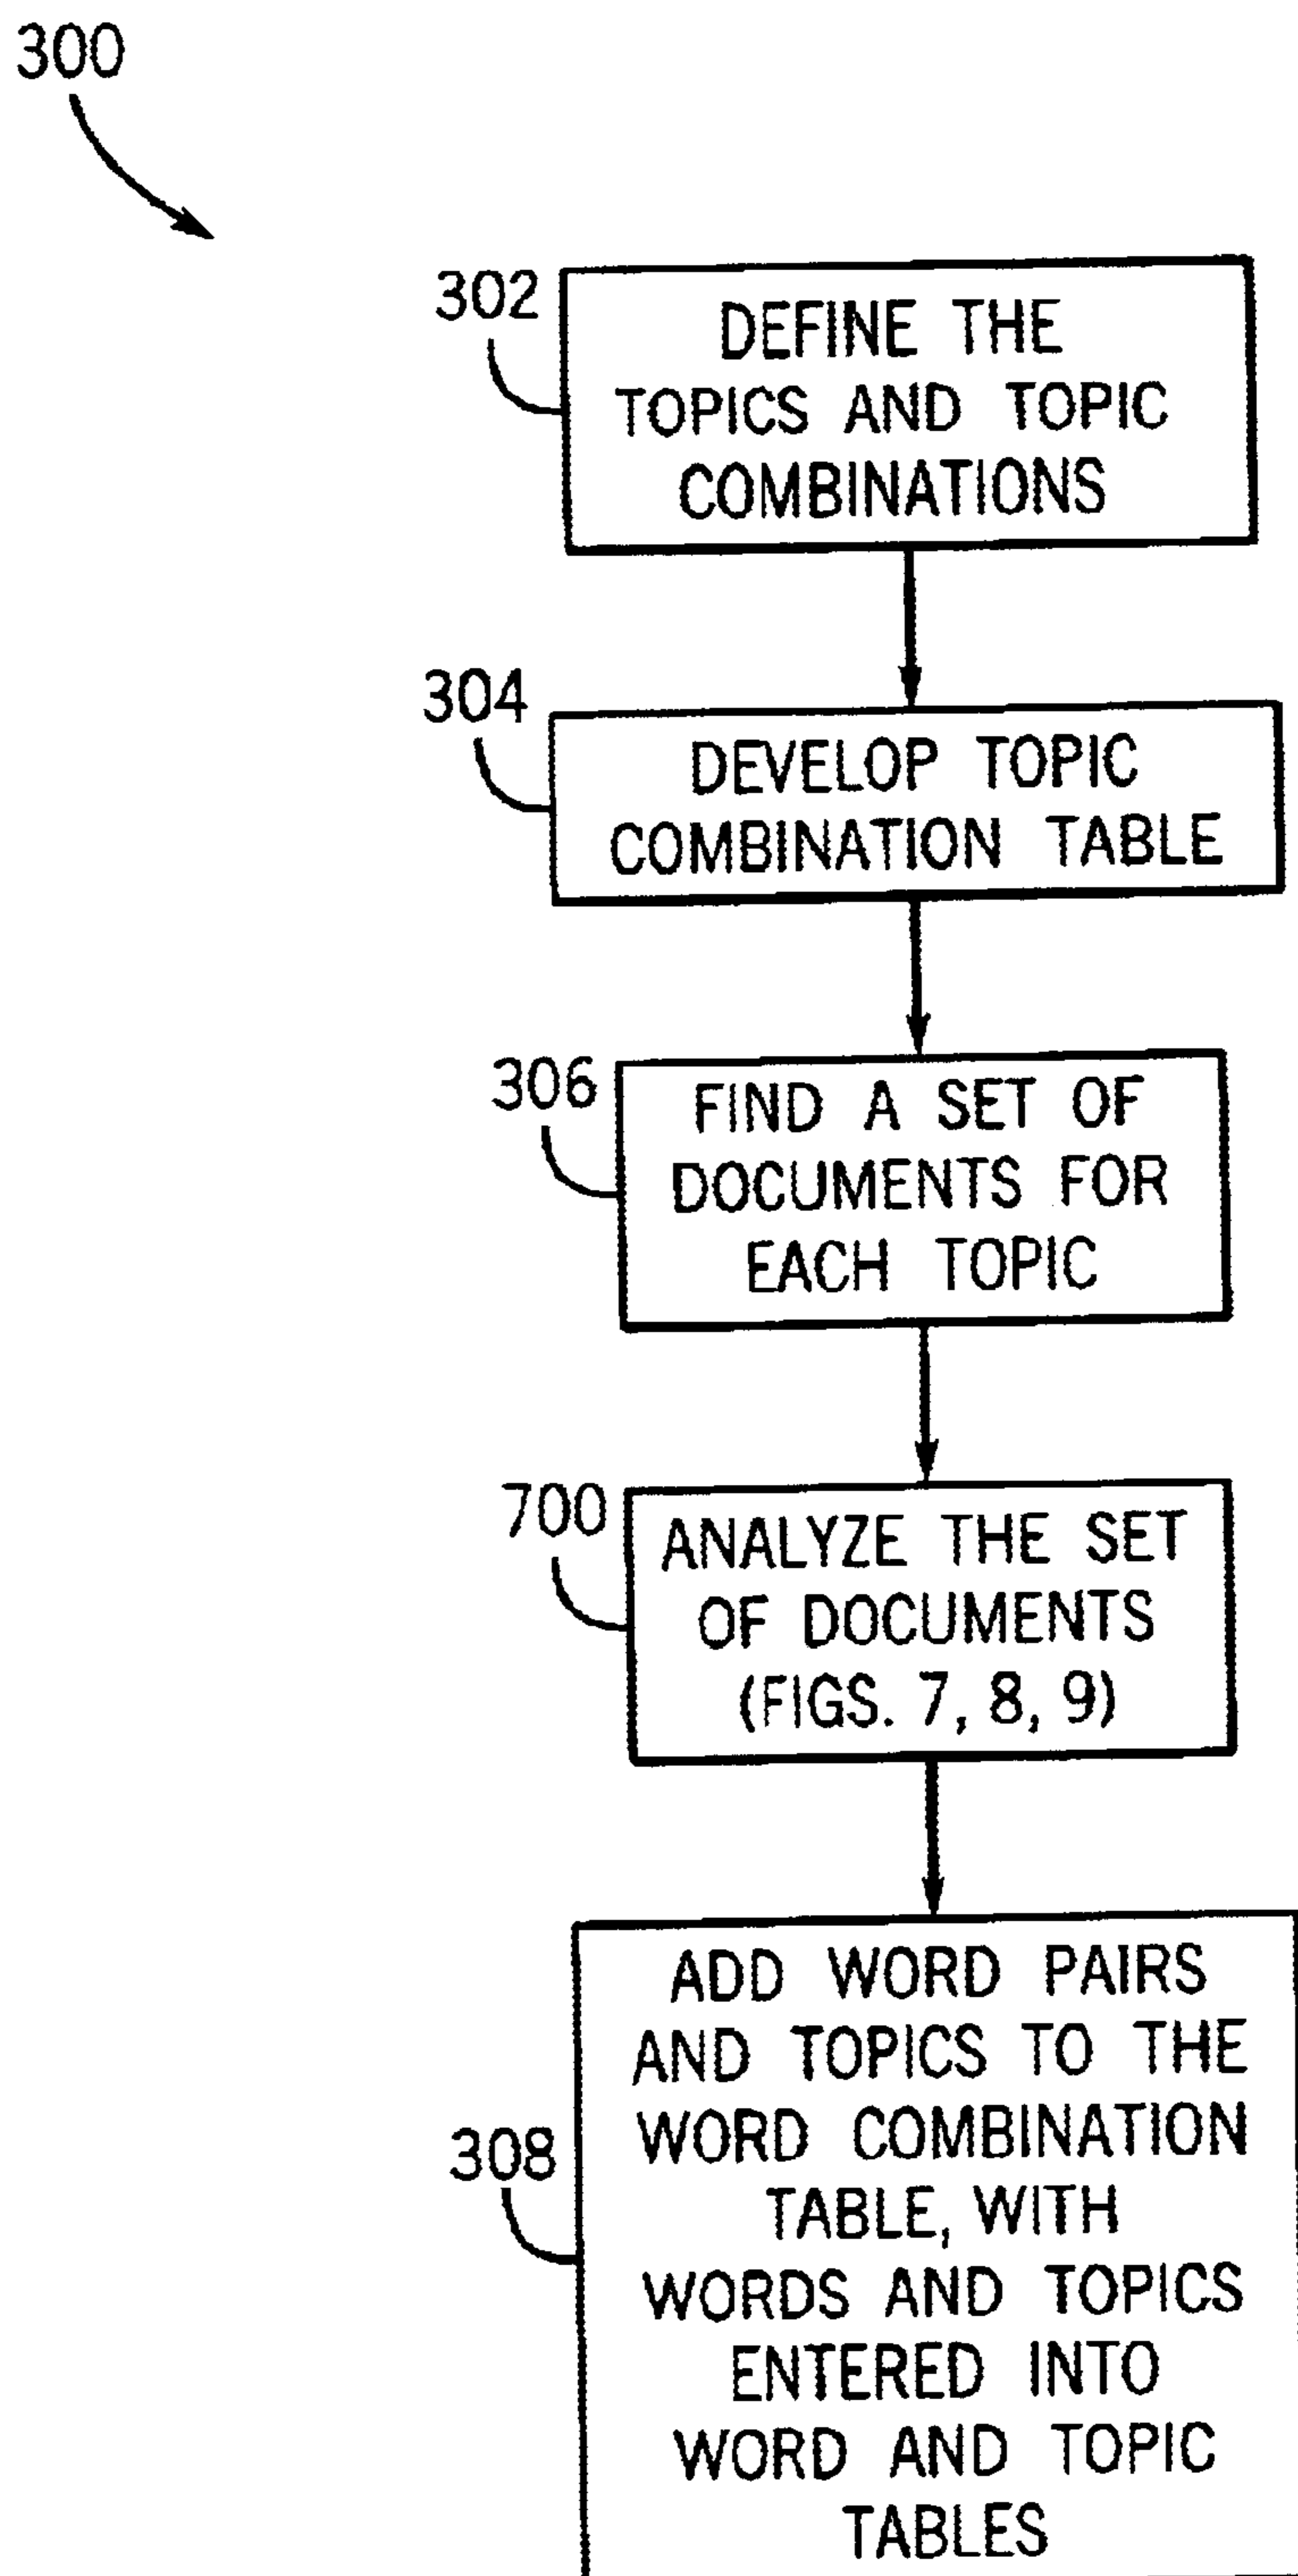 300
302
DEFINE THE
TOPICS AND TOPIC
COMBINATIONS
304
DEVELOP TOPIC
COMBINATION TABLE
306
FIND A SET OF
DOCUMENTS FOR
EACH TOPIC
700
ANALYZE THE SET
OF DOCUMENTS
(FIGS. 7, 8, 9)
308
ADD WORD PAIRS
AND TOPICS TO THE
WORD COMBINATION
TABLE, WITH
WORDS AND TOPICS
ENTERED INTO
WORD AND TOPIC
TABLES